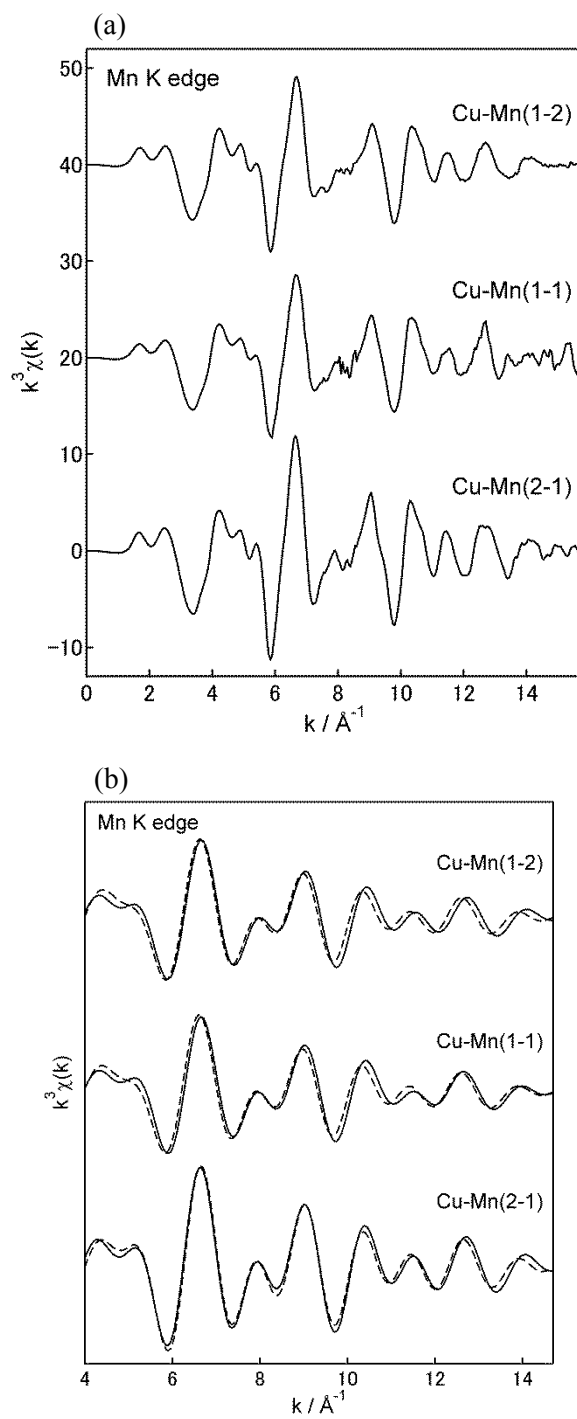 (a)
Mn K edge
Cu-Mn(1-2)
Cu-Mn(1-1)
Cu-Mn(2-1)
50
40
30
20
10
0
−10
k³χ(k)
0 2 4 6 8 10 12 14
k / Å⁻¹
(b)
Mn K edge
Cu-Mn(1-2)
Cu-Mn(1-1)
Cu-Mn(2-1)
k³χ(k)
4 6 8 10 12 14
k / Å⁻¹